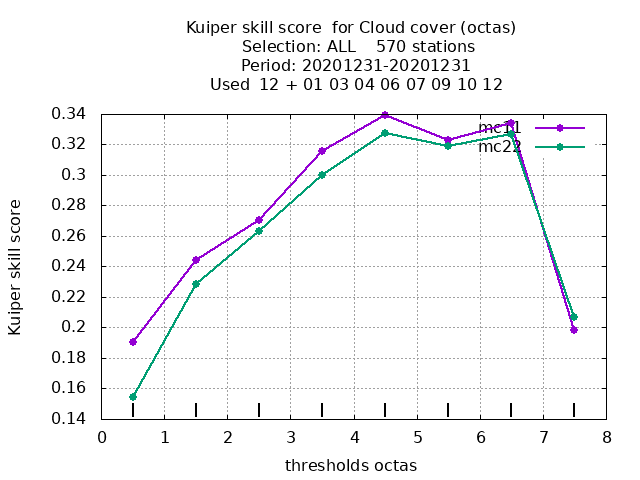 Kuiper skill score  for Cloud cover (octas)
Selection: ALL    570 stations
Period: 20201231-20201231
Used  12 + 01 03 04 06 07 09 10 12
0.34
0.32
0.3
0.28
0.26
0.24
0.22
0.2
0.18
0.16
0.14
Kuiper skill score
mc11
mc22
0 1 2 3 4 5 6 7 8
thresholds octas